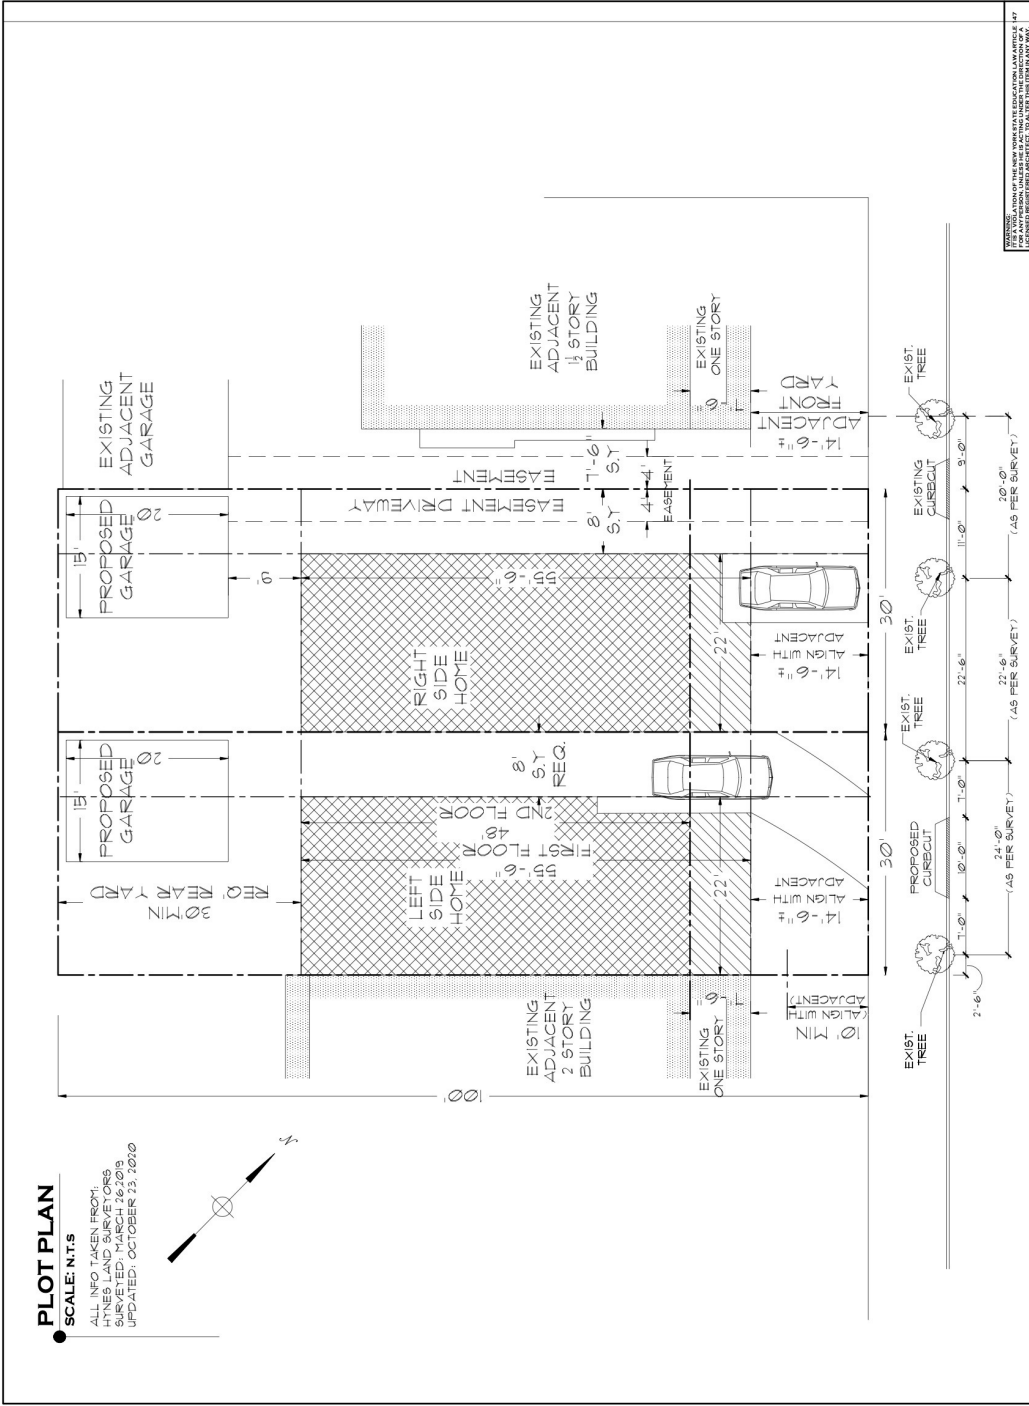 PLOT PLAN
SCALE: N.T.S
ALL INFO TAKEN FROM:
HYNES LAND SURVEYORS
SURVEYED: MARCH 26,2019
UPDATED: OCTOBER 23, 2020
N
100'
EXISTING
ADJACENT
2 STORY
BUILDING
EXISTING
ONE STORY
7'-6"
10' MIN
(ALIGN WITH
ADJACENT)
30'MIN
REQ' REAR YARD
15'
20'
PROPOSED
GARAGE
LEFT
SIDE
HOME
55'-6"
FIRST FLOOR
48'
2ND FLOOR
22'
14'-6"±
ALIGN WITH
ADJACENT
30'
8'
S.Y
REQ.
15'
20'
PROPOSED
GARAGE
6'
RIGHT
SIDE
HOME
55'-6"
22'
14'-6"±
ALIGN WITH
ADJACENT
30'
EASEMENT DRIVEWAY
EASEMENT
8'
S.Y
7'-6"
S.Y
4'
4'
EASEMENT
EXISTING
ADJACENT
GARAGE
EXISTING
ADJACENT
1½ STORY
BUILDING
EXISTING
ONE STORY
7'-6"
14'-6"±
ADJACENT
FRONT
YARD
EXIST.
TREE
PROPOSED
CURBCUT
EXIST.
TREE
EXIST.
TREE
EXISTING
CURBCUT
EXIST.
TREE
2'-6"
7'-0"
10'-0"
7'-0"
22'-6"
11'-0"
9'-0"
24'-0"
(AS PER SURVEY)
22'-6"
(AS PER SURVEY)
20'-0"
(AS PER SURVEY)
WARNING:
IT IS A VIOLATION OF THE NEW YORK STATE EDUCATION LAW ARTICLE 147
FOR ANY PERSON, UNLESS HE IS ACTING UNDER THE DIRECTION OF A
LICENSED REGISTERED ARCHITECT, TO ALTER THIS ITEM IN ANY WAY.